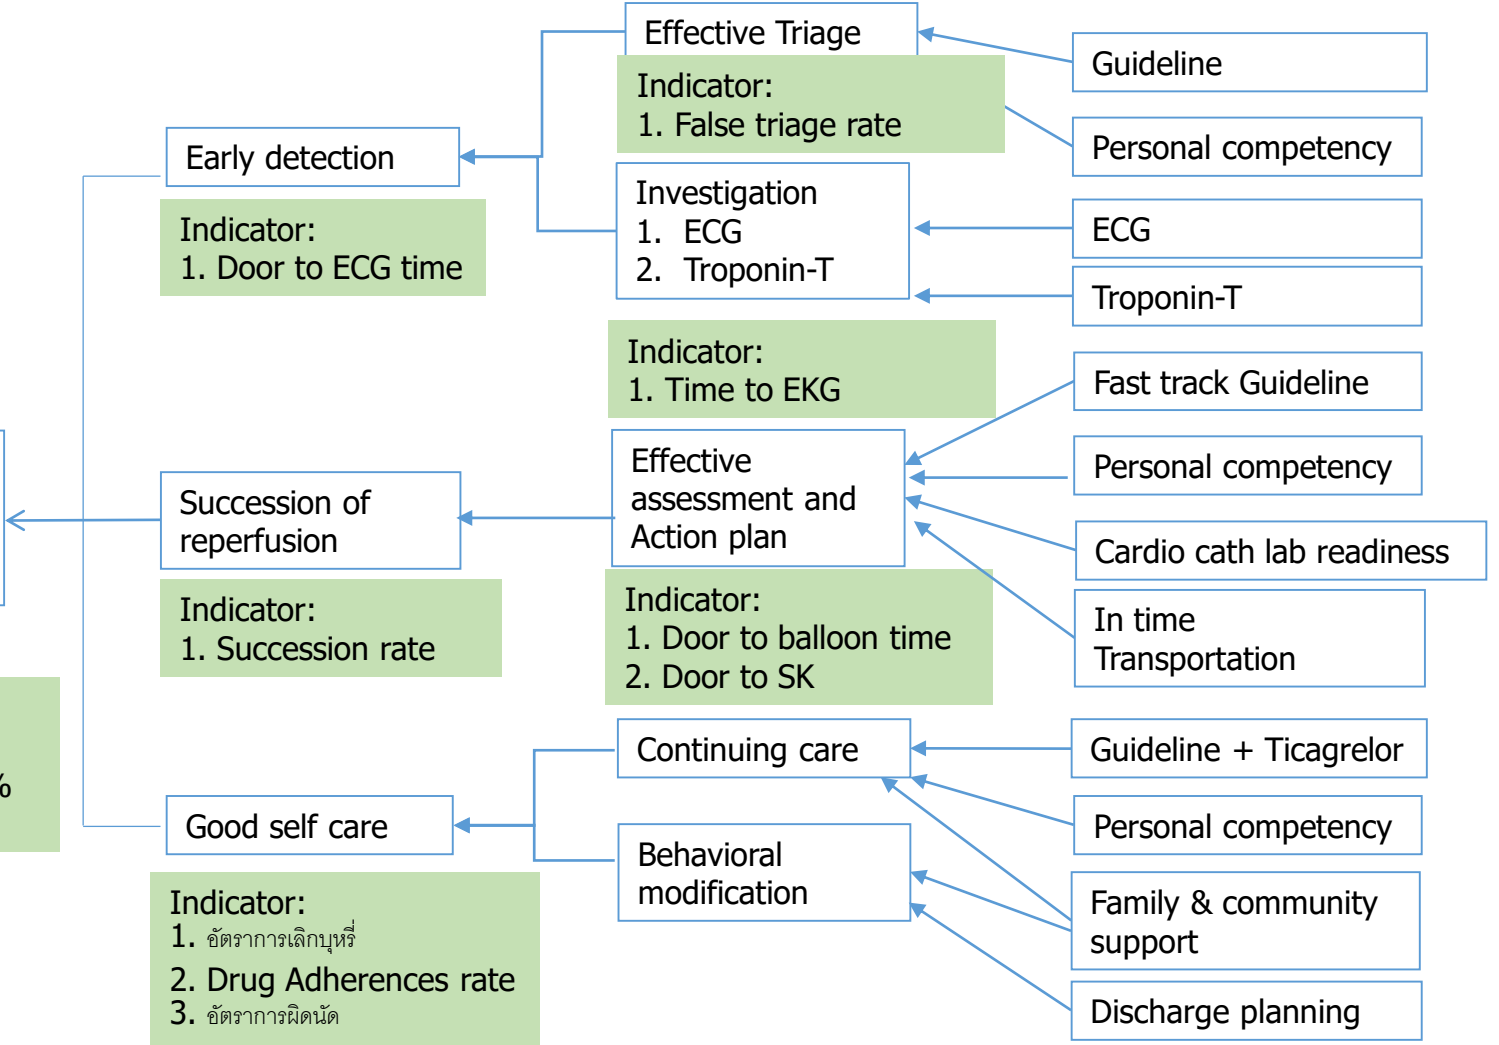 Effective Triage
Indicator:
1. False triage rate
Guideline
Personal competency
Early detection
Indicator:
1. Door to ECG time
Investigation
1. ECG
2. Troponin-T
ECG
Troponin-T
Indicator:
1. Time to EKG
Fast track Guideline
Personal competency
Cardio cath lab readiness
In time
Transportation
Effective
assessment and
Action plan
Succession of
reperfusion
Indicator:
1. Succession rate
Indicator:
1. Door to balloon time
2. Door to SK
%
Continuing care
Guideline + Ticagrelor
Personal competency
Good self care
Behavioral
modification
Family & community
support
Discharge planning
Indicator:
1. อัตราการเลิกบุหรี่
2. Drug Adherences rate
3. อัตราการผิดนัด